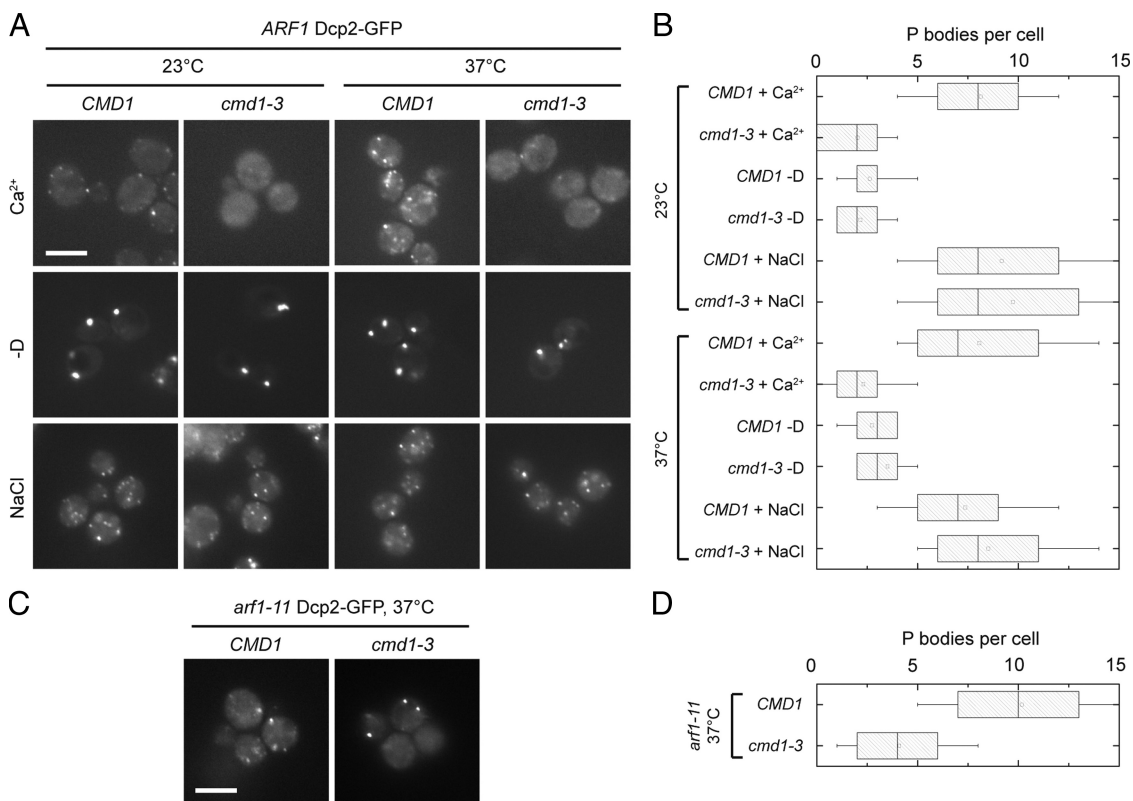 A
ARF1 Dcp2-GFP
23°C 37°C
CMD1 cmd1-3 CMD1 cmd1-3
Ca²⁺
-D
NaCl
B
P bodies per cell
0 5 10 15
23°C
CMD1 + Ca²⁺
cmd1-3 + Ca²⁺
CMD1 -D
cmd1-3 -D
CMD1 + NaCl
cmd1-3 + NaCl
37°C
CMD1 + Ca²⁺
cmd1-3 + Ca²⁺
CMD1 -D
cmd1-3 -D
CMD1 + NaCl
cmd1-3 + NaCl
C
arf1-11 Dcp2-GFP, 37°C
CMD1 cmd1-3
D
P bodies per cell
0 5 10 15
arf1-11
37°C
CMD1
cmd1-3